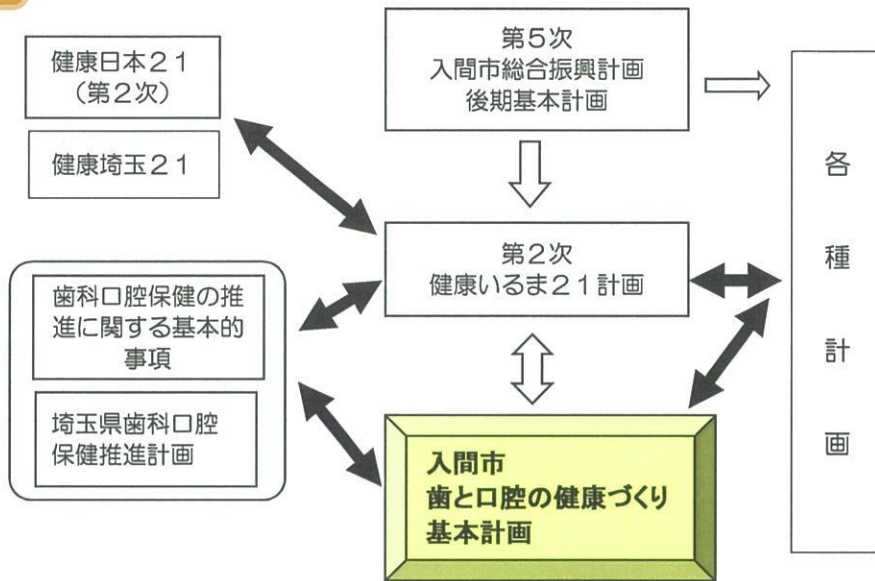 健康日本２１
（第２次）
健康埼玉２１
第５次
入間市総合振興計画
後期基本計画
各
種
計
画
第２次
健康いるま２１計画
歯科口腔保健の推
進に関する基本的
事項
埼玉県歯科口腔
保健推進計画
入間市
歯と口腔の健康づくり
基本計画